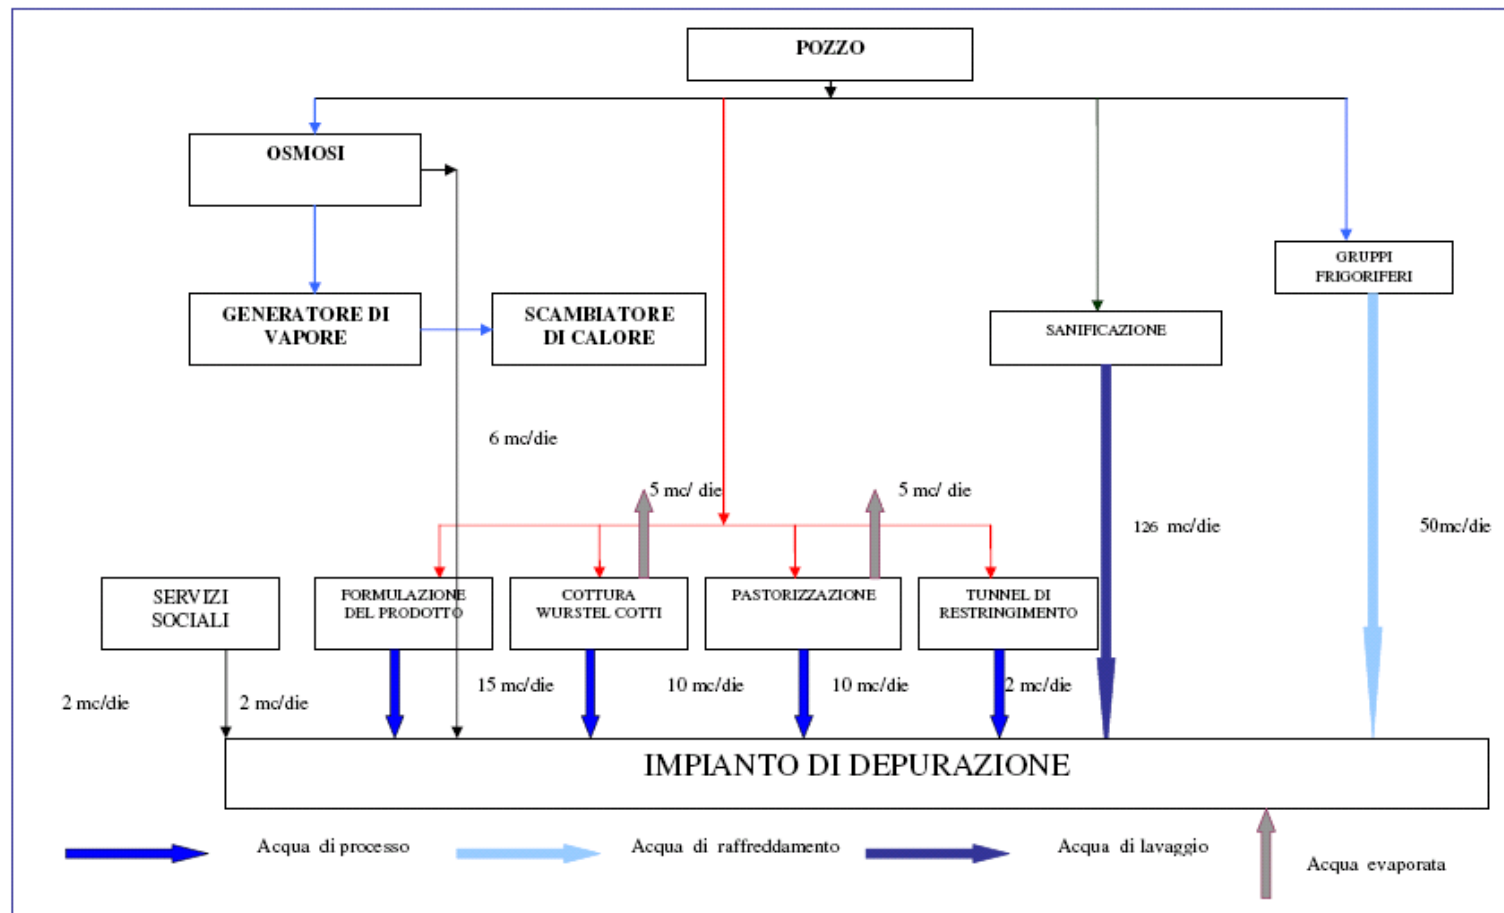 POZZO
OSMOSI
GRUPPI
FRIGORIFERI
GENERATORE DI
VAPORE
SCAMBIATORE
DI CALORE
SANIFICAZIONE
6 mc/die
5 mc/ die
5 mc/ die
126 mc/die
50mc/die
SERVIZI
SOCIALI
FORMULAZIONE
DEL PRODOTTO
COTTURA
WURSTEL COTTI
PASTORIZZAZIONE
TUNNEL DI
RESTRINGIMENTO
2 mc/die
2 mc/die
15 mc/die
10 mc/die
10 mc/die
2 mc/die
IMPIANTO DI DEPURAZIONE
Acqua di processo
Acqua di raffreddamento
Acqua di lavaggio
Acqua evaporata